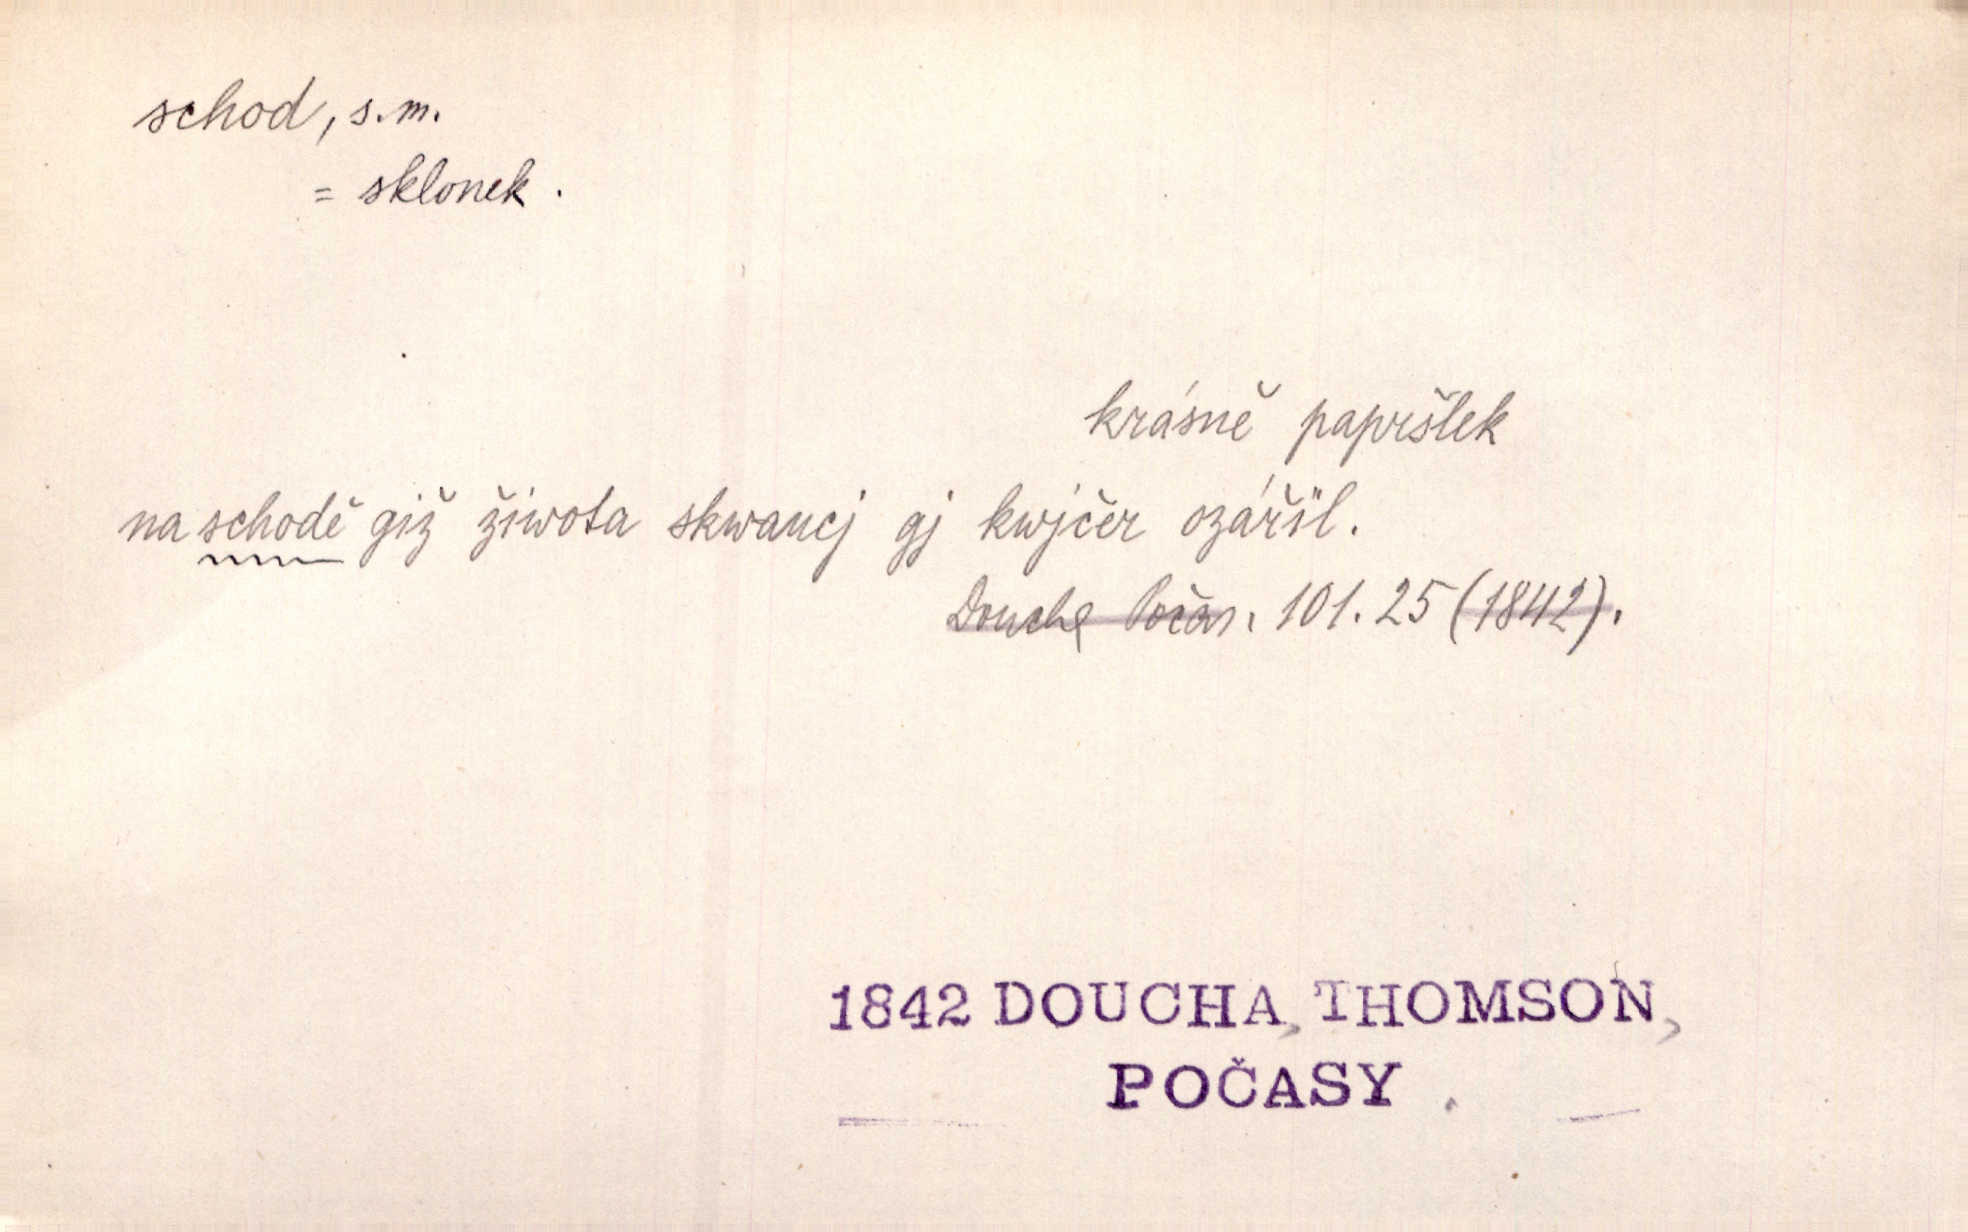 schod, s.m.
= sklonek.
krásně papršlek
na schodě giž žiwota skwaucj gj kwjčer ozářil.
Doucha Počas. 101. 25 (1842).
1842 DOUCHA, THOMSON,
POČASY.